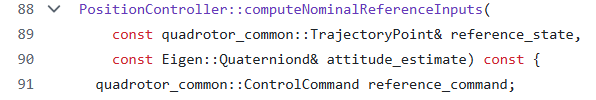 88 PositionController::computeNominalReferenceInputs(
89 const quadrotor_common::TrajectoryPoint& reference_state,
90 const Eigen::Quaterniond& attitude_estimate) const {
91 quadrotor_common::ControlCommand reference_command;